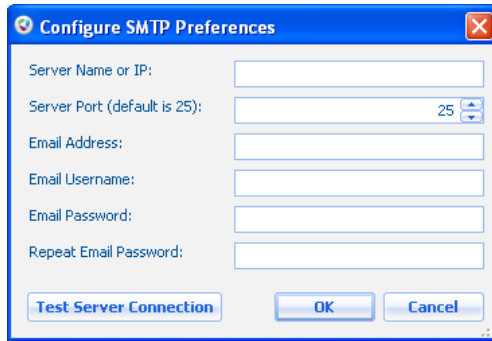 Configure SMTP Preferences
Server Name or IP:
Server Port (default is 25):
25
Email Address:
Email Username:
Email Password:
Repeat Email Password:
Test Server Connection OK Cancel